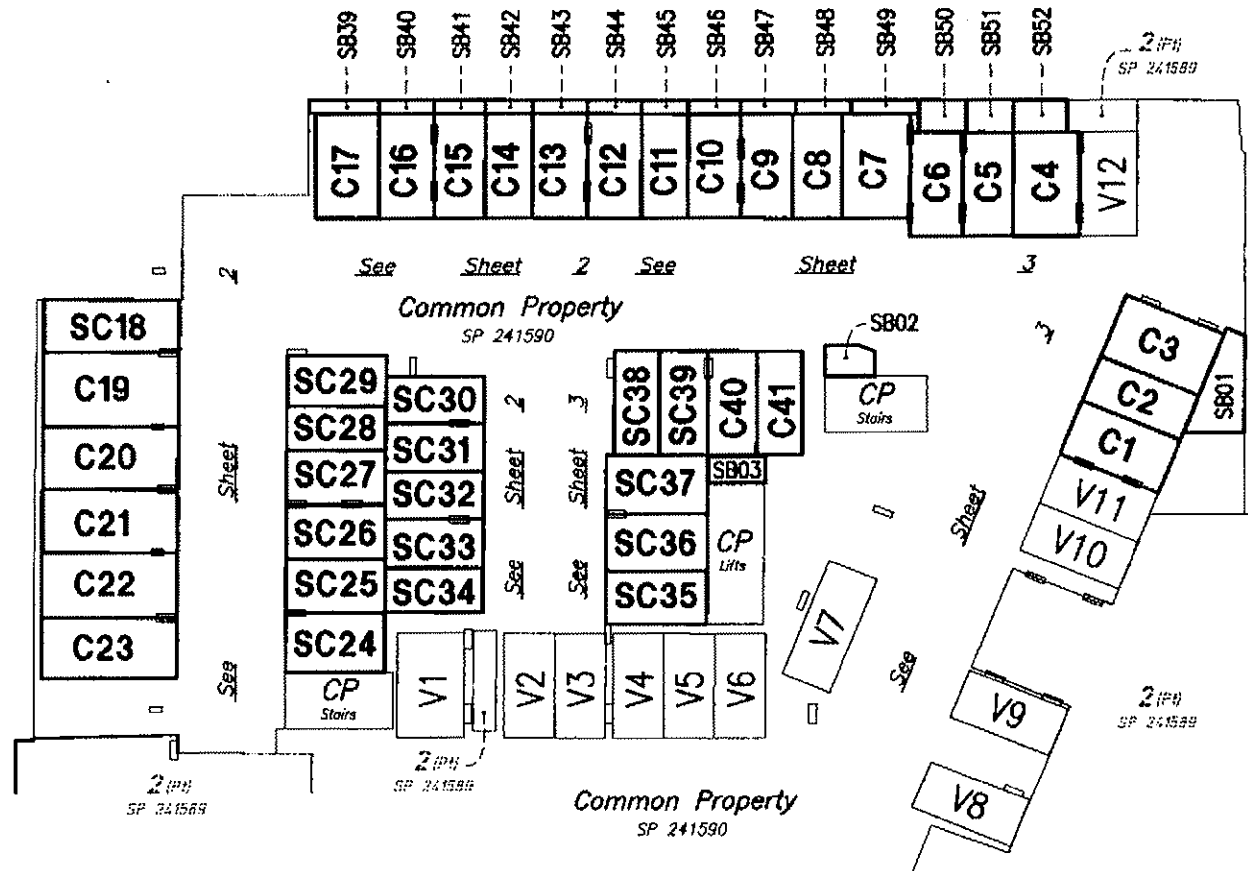 SB39
SB40
SB41
SB42
SB43
SB44
SB45
SB46
SB47
SB48
SB49
SB50
SB51
SB52
2 (Pt)
SP 241589
C17
C16
C15
C14
C13
C12
C11
C10
C9
C8
C7
C6
C5
C4
V12
2
See Sheet 2
See Sheet 3
Common Property
SP 241590
SB02
3
SC18
C19
C20
C21
C22
C23
Sheet
See
SC29
SC28
SC27
SC26
SC25
SC24
CP
Stairs
SC30
SC31
SC32
SC33
SC34
2
Sheet
See
3
Sheet
See
SC38
SC39
C40
C41
SB03
SC37
SC36
SC35
CP
Lifts
CP
Stairs
C3
C2
C1
SB01
V11
V10
Sheet
See
V1
V2
V3
V4
V5
V6
V7
V9
V8
2 (Pt)
SP 241589
2 (Pt)
SP 241589
2 (Pt)
SP 241589
Common Property
SP 241590